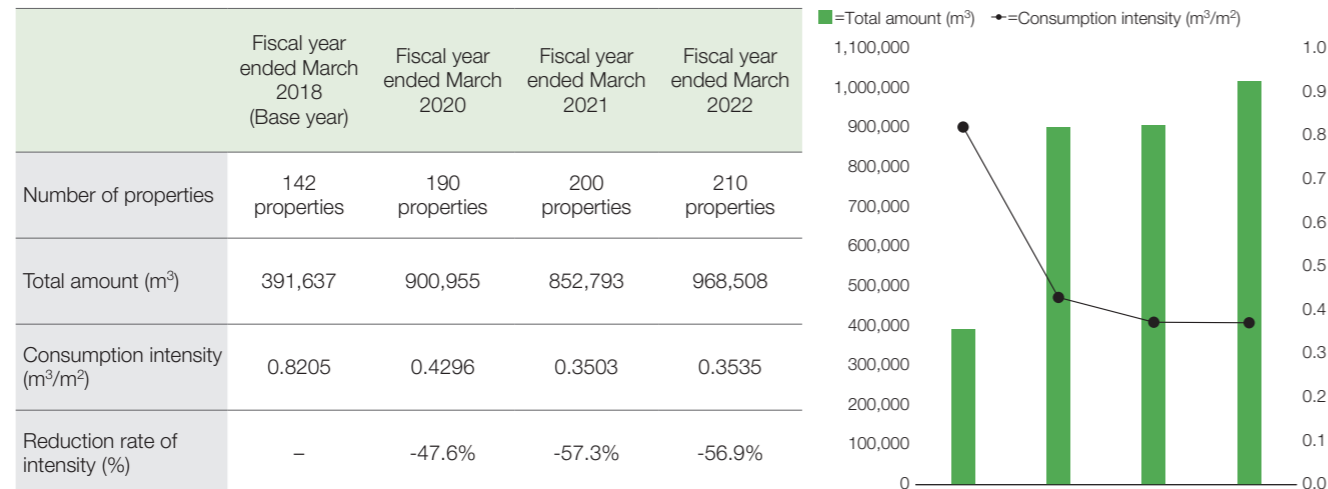 Fiscal year
ended March
2018
(Base year)
Fiscal year
ended March
2020
Fiscal year
ended March
2021
Fiscal year
ended March
2022
Number of properties
142
properties
190
properties
200
properties
210
properties
Total amount (m³)
391,637
900,955
852,793
968,508
Consumption intensity
(m³/m²)
0.8205
0.4296
0.3503
0.3535
Reduction rate of
intensity (%)
–
-47.6%
-57.3%
-56.9%
=Total amount (m³)
=Consumption intensity (m³/m²)
1,100,000
1,000,000
900,000
800,000
700,000
600,000
500,000
400,000
300,000
200,000
100,000
0
1.0
0.9
0.8
0.7
0.6
0.5
0.4
0.3
0.2
0.1
0.0